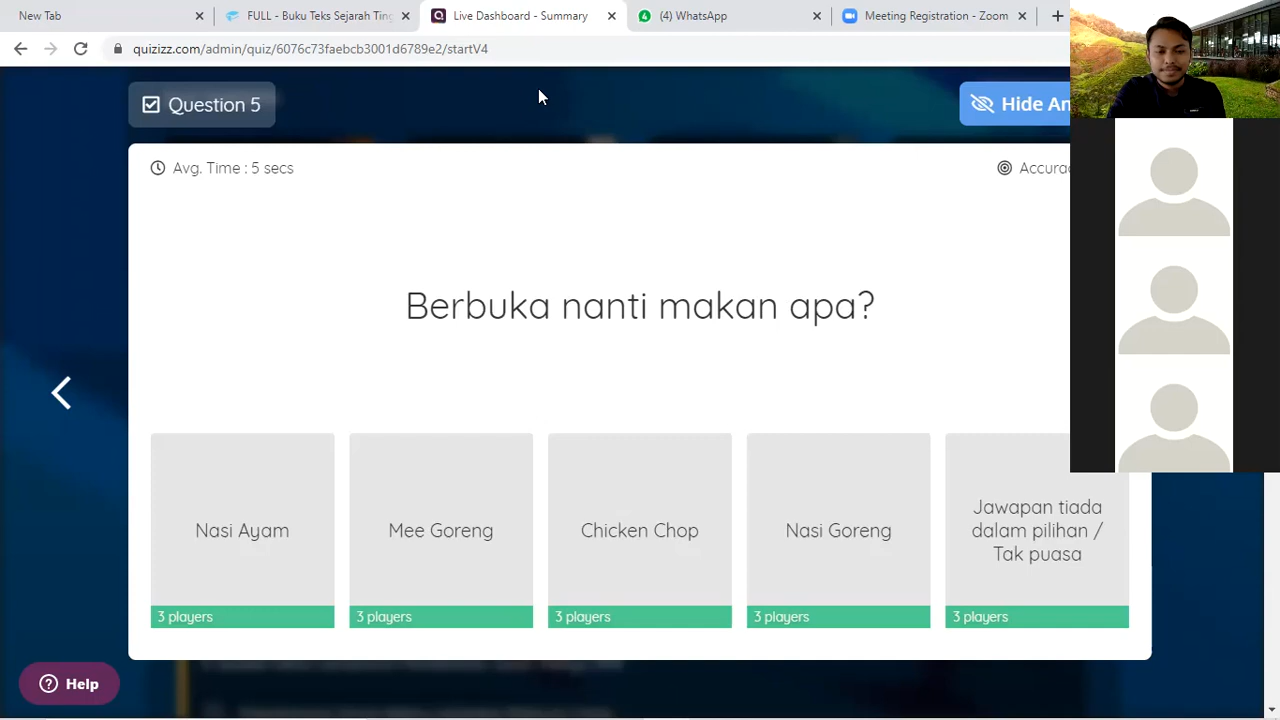 New Tab
FULL - Buku Teks Sejarah Ting
Live Dashboard - Summary
(4) WhatsApp
Meeting Registration - Zoom
quizizz.com/admin/quiz/6076c73faebcb3001d6789e2/startV4
Question 5
Hide An
Avg. Time : 5 secs
Accurac
Berbuka nanti makan apa?
Nasi Ayam
Mee Goreng
Chicken Chop
Nasi Goreng
Jawapan tiada
dalam pilihan /
Tak puasa
3 players
3 players
3 players
3 players
3 players
Help